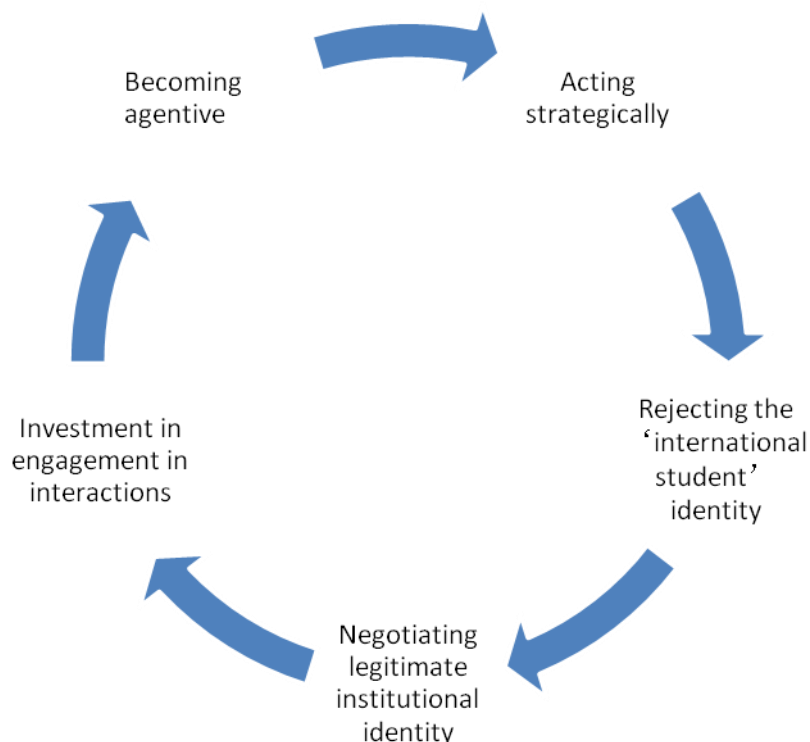 Becoming
agentive
Acting
strategically
Rejecting the
‘international
student’
identity
Negotiating
legitimate
institutional
identity
Investment in
engagement in
interactions